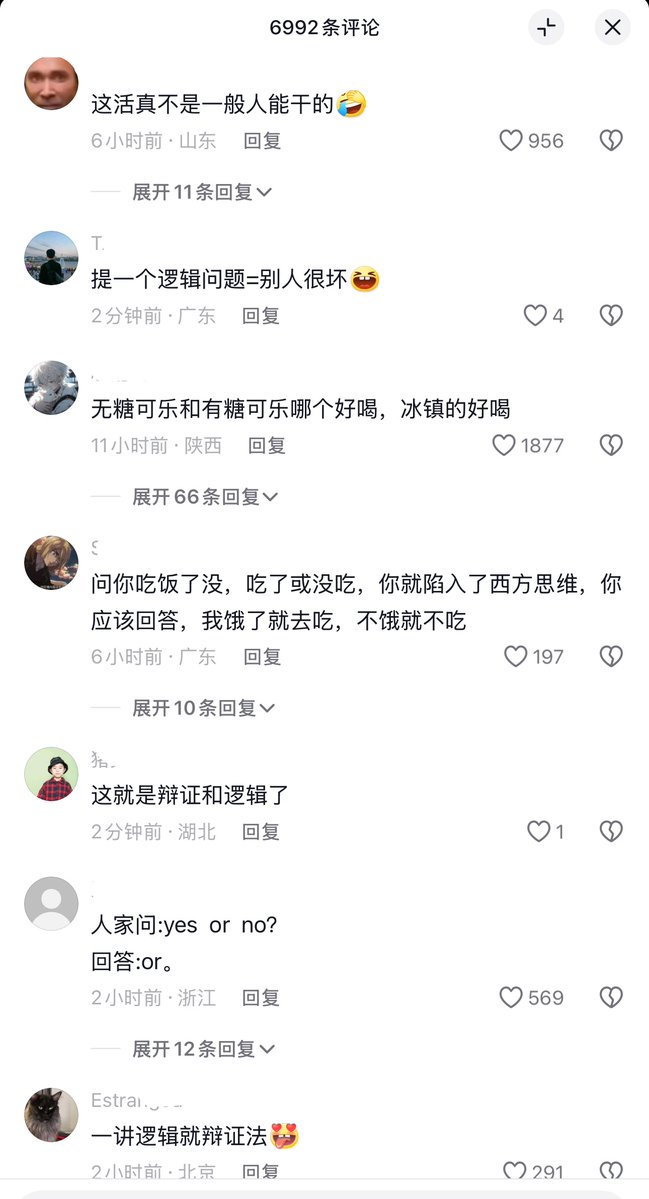 6992条评论
这活真不是一般人能干的🤣
6小时前·山东 回复 956
展开11条回复
T.
提一个逻辑问题=别人很坏😆
2分钟前·广东 回复 4
无糖可乐和有糖可乐哪个好喝，冰镇的好喝
11小时前·陕西 回复 1877
展开66条回复
问你吃饭了没，吃了或没吃，你就陷入了西方思维，你
应该回答，我饿了就去吃，不饿就不吃
6小时前·广东 回复 197
展开10条回复
这就是辩证和逻辑了
2分钟前·湖北 回复 1
人家问:yes or no?
回答:or。
2小时前·浙江 回复 569
展开12条回复
一讲逻辑就辩证法😍
2小时前·北京 回复 291